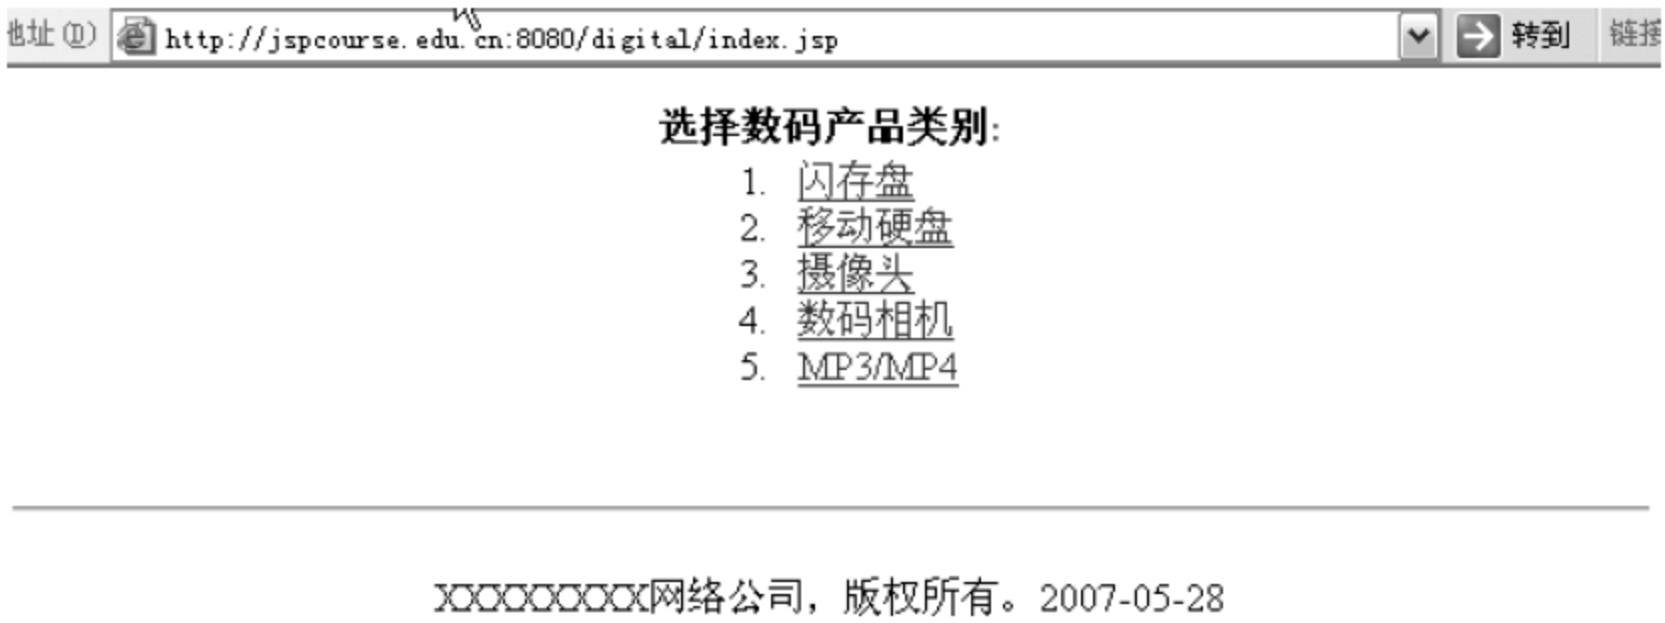 地址(D) http://jspcourse.edu.cn:8080/digital/index.jsp 转到 链接
选择数码产品类别:
1. 闪存盘
2. 移动硬盘
3. 摄像头
4. 数码相机
5. MP3/MP4
XXXXXXXXX网络公司，版权所有。2007-05-28